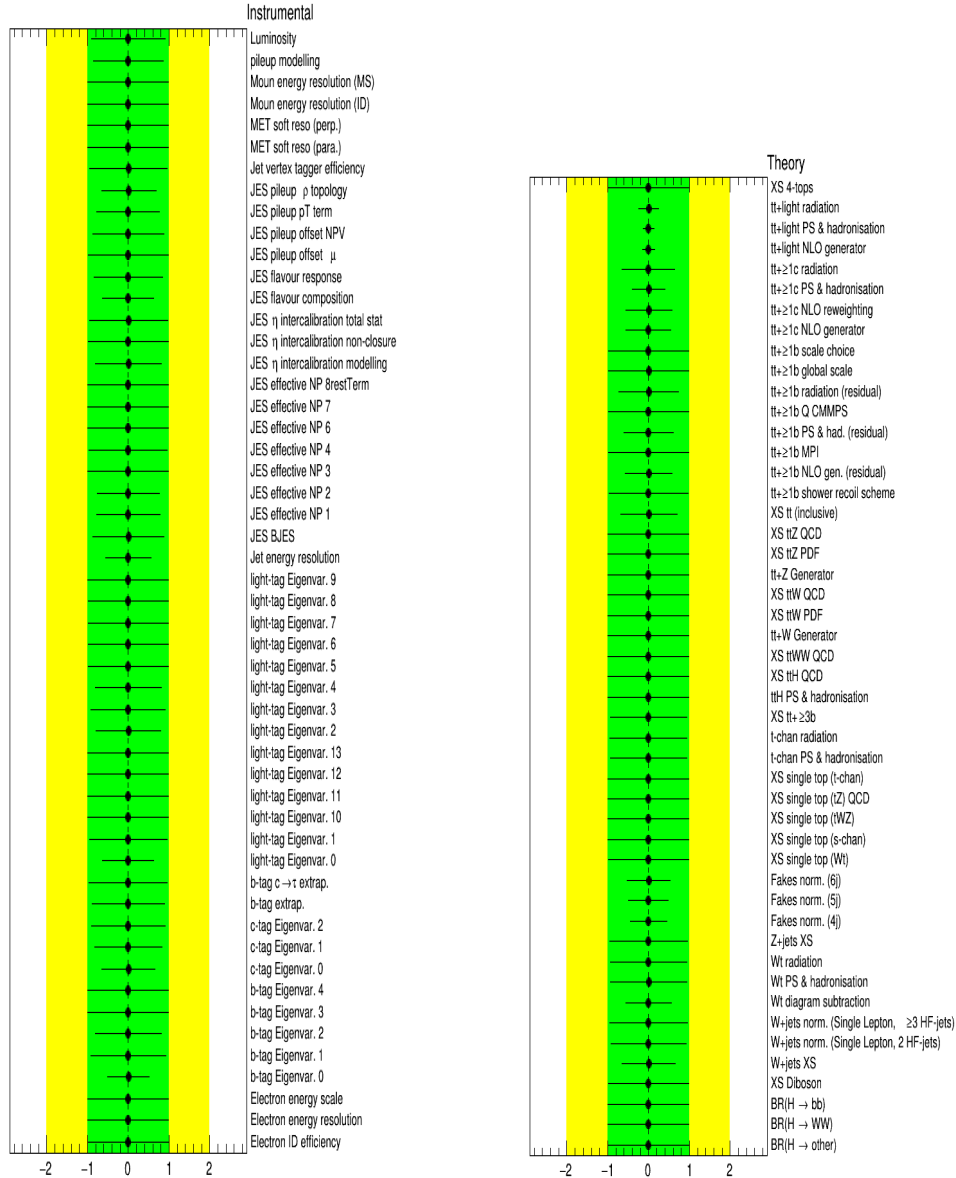 Instrumental
Luminosity
pileup modelling
Moun energy resolution (MS)
Moun energy resolution (ID)
MET soft reso (perp.)
MET soft reso (para.)
Jet vertex tagger efficiency
JES pileup ρ topology
JES pileup pT term
JES pileup offset NPV
JES pileup offset μ
JES flavour response
JES flavour composition
JES η intercalibration total stat
JES η intercalibration non-closure
JES η intercalibration modelling
JES effective NP 8restTerm
JES effective NP 7
JES effective NP 6
JES effective NP 4
JES effective NP 3
JES effective NP 2
JES effective NP 1
JES BJES
Jet energy resolution
light-tag Eigenvar. 9
light-tag Eigenvar. 8
light-tag Eigenvar. 7
light-tag Eigenvar. 6
light-tag Eigenvar. 5
light-tag Eigenvar. 4
light-tag Eigenvar. 3
light-tag Eigenvar. 2
light-tag Eigenvar. 13
light-tag Eigenvar. 12
light-tag Eigenvar. 11
light-tag Eigenvar. 10
light-tag Eigenvar. 1
light-tag Eigenvar. 0
b-tag c→τ extrap.
b-tag extrap.
c-tag Eigenvar. 2
c-tag Eigenvar. 1
c-tag Eigenvar. 0
b-tag Eigenvar. 4
b-tag Eigenvar. 3
b-tag Eigenvar. 2
b-tag Eigenvar. 1
b-tag Eigenvar. 0
Electron energy scale
Electron energy resolution
Electron ID efficiency
−2 −1 0 1 2
Theory
XS 4-tops
tt+light radiation
tt+light PS & hadronisation
tt+light NLO generator
tt+≥1c radiation
tt+≥1c PS & hadronisation
tt+≥1c NLO reweighting
tt+≥1c NLO generator
tt+≥1b scale choice
tt+≥1b global scale
tt+≥1b radiation (residual)
tt+≥1b Q CMMPS
tt+≥1b PS & had. (residual)
tt+≥1b MPI
tt+≥1b NLO gen. (residual)
tt+≥1b shower recoil scheme
XS tt (inclusive)
XS ttZ QCD
XS ttZ PDF
tt+Z Generator
XS ttW QCD
XS ttW PDF
tt+W Generator
XS ttWW QCD
XS ttH QCD
ttH PS & hadronisation
XS tt+ ≥3b
t-chan radiation
t-chan PS & hadronisation
XS single top (t-chan)
XS single top (tZ) QCD
XS single top (tWZ)
XS single top (s-chan)
XS single top (Wt)
Fakes norm. (6j)
Fakes norm. (5j)
Fakes norm. (4j)
Z+jets XS
Wt radiation
Wt PS & hadronisation
Wt diagram subtraction
W+jets norm. (Single Lepton, ≥3 HF-jets)
W+jets norm. (Single Lepton, 2 HF-jets)
W+jets XS
XS Diboson
BR(H → bb)
BR(H → WW)
BR(H → other)
−2 −1 0 1 2